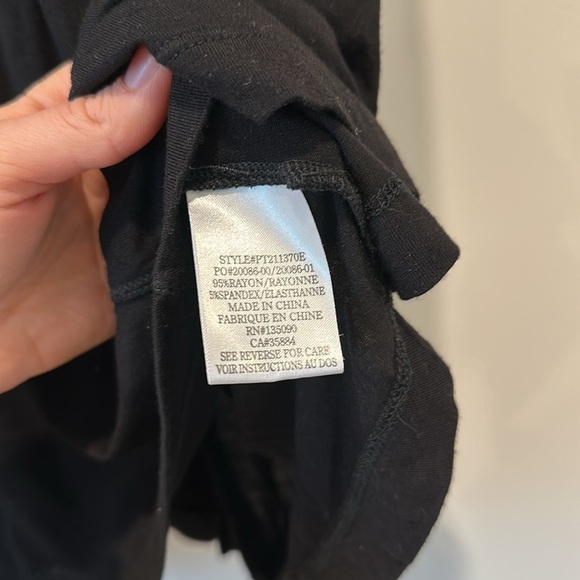 STYLE#PT211370E
PO#20086-00/20086-01
95%RAYON/RAYONNE
5%SPANDEX/ÉLASTHANNE
MADE IN CHINA
FABRIQUE EN CHINE
RN#135090
CA#35884
SEE REVERSE FOR CARE
VOIR INSTRUCTIONS AU DOS